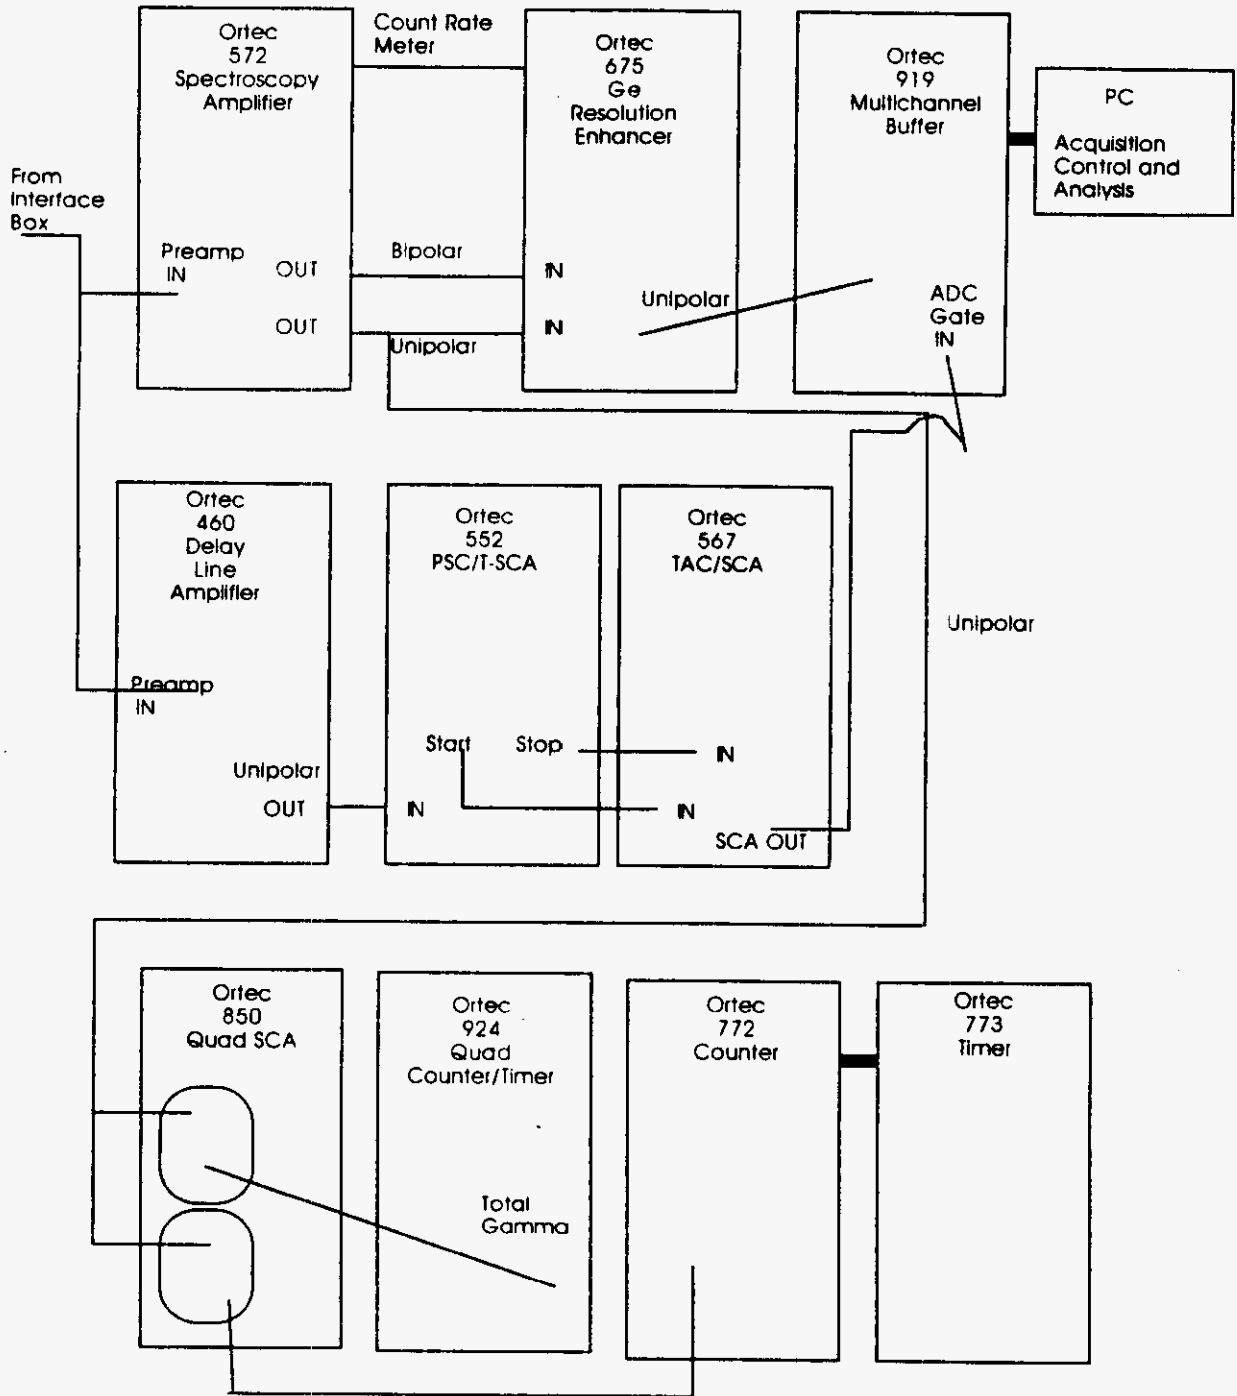 Ortec
572
Spectroscopy
Amplifier
Count Rate
Meter
Ortec
675
Ge
Resolution
Enhancer
Ortec
919
Multichannel
Buffer
PC
Acquisition
Control and
Analysis
From
Interface
Box
Preamp
IN
OUT
OUT
Bipolar
Unipolar
IN
IN
Unipolar
ADC
Gate
IN
Ortec
460
Delay
Line
Amplifier
Preamp
IN
Unipolar
OUT
Ortec
552
PSC/T-SCA
Start
Stop
IN
Ortec
567
TAC/SCA
IN
IN
SCA OUT
Unipolar
Ortec
850
Quad SCA
Ortec
924
Quad
Counter/Timer
Total
Gamma
Ortec
772
Counter
Ortec
773
Timer